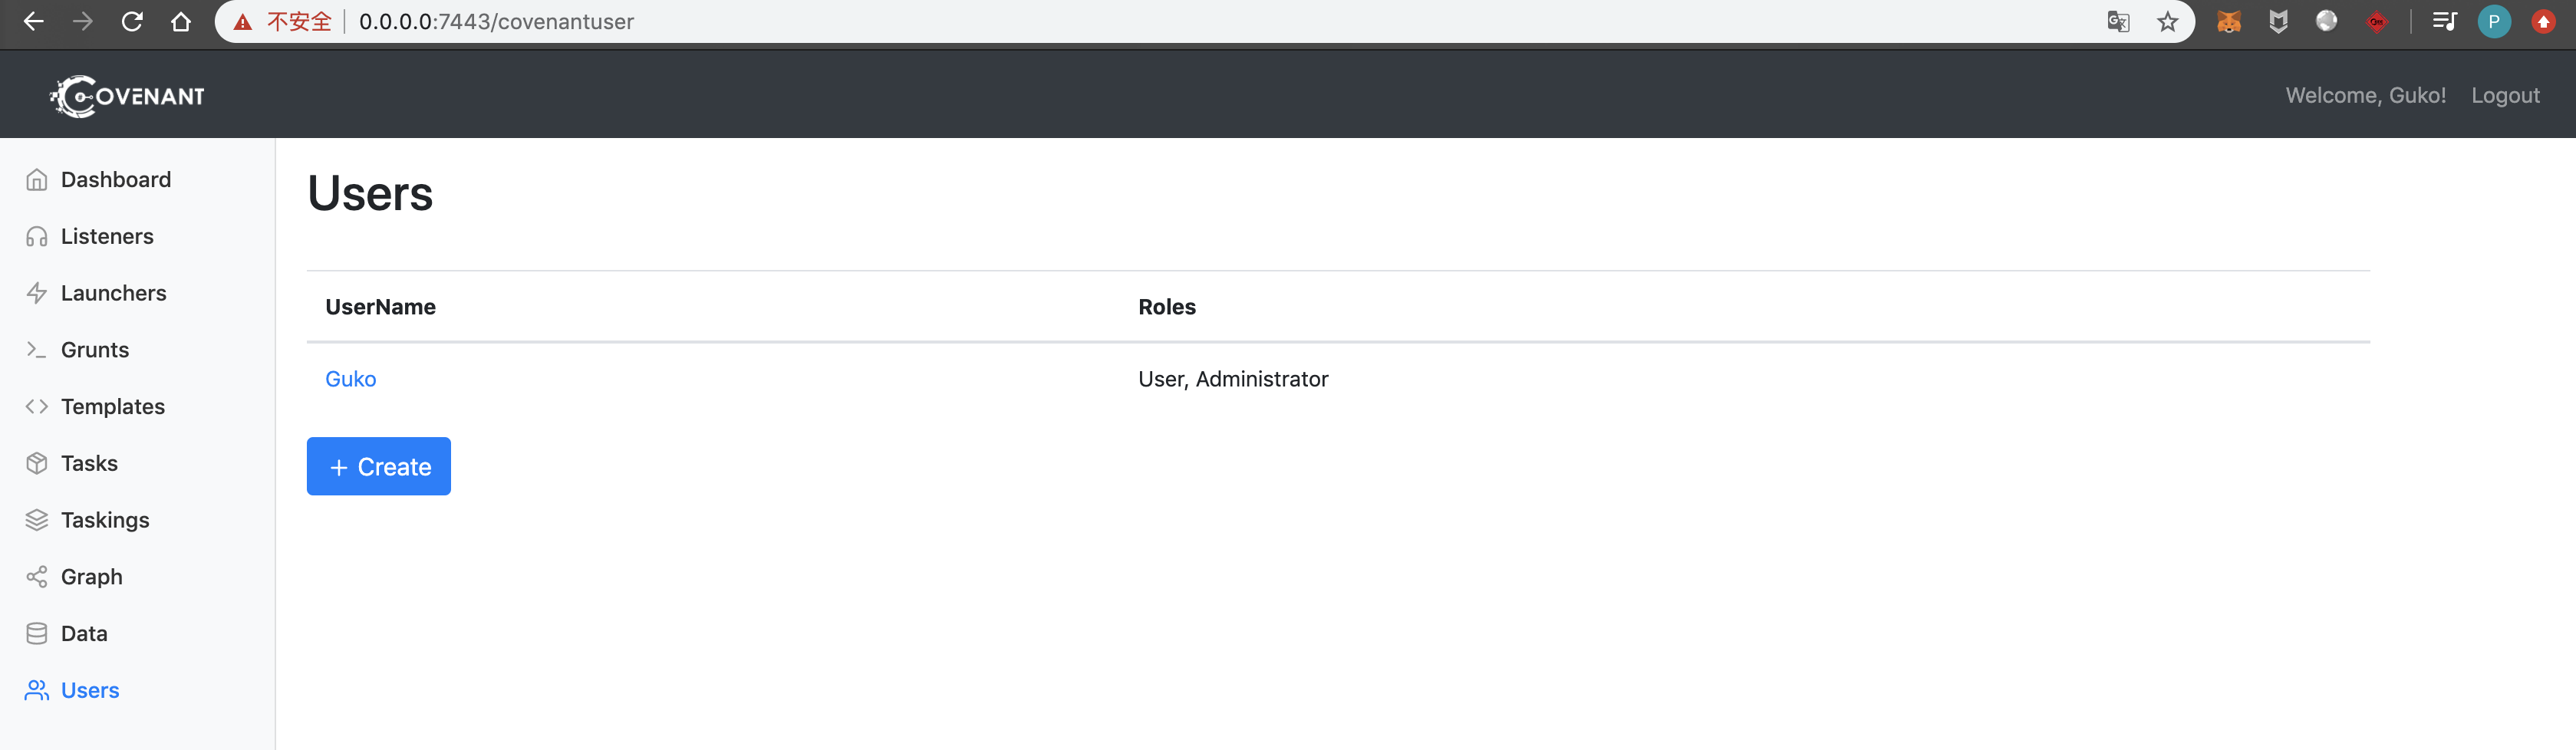 不安全 0.0.0.0:7443/covenantuser P
COVENANT Welcome, Guko! Logout
Dashboard
Listeners
Launchers
Grunts
Templates
Tasks
Taskings
Graph
Data
Users
Users
UserName Roles
Guko User, Administrator
+ Create